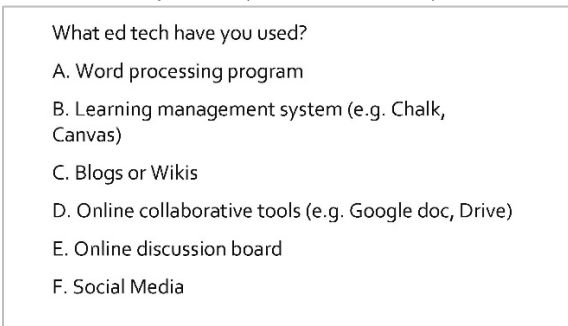 What ed tech have you used?
A. Word processing program
B. Learning management system (e.g. Chalk,
Canvas)
C. Blogs or Wikis
D. Online collaborative tools (e.g. Google doc, Drive)
E. Online discussion board
F. Social Media